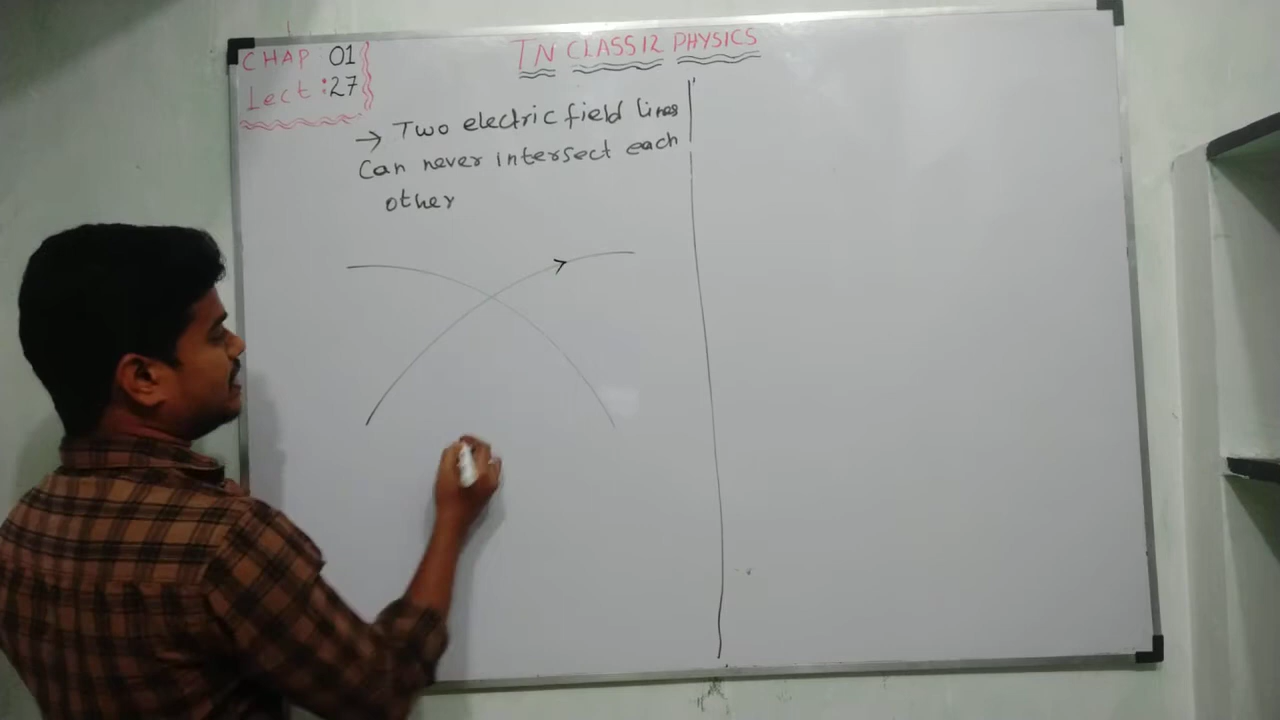 CHAP 01
Lect : 27
TN CLASS 12 PHYSICS
→ Two electric field lines
Can never intersect each
other